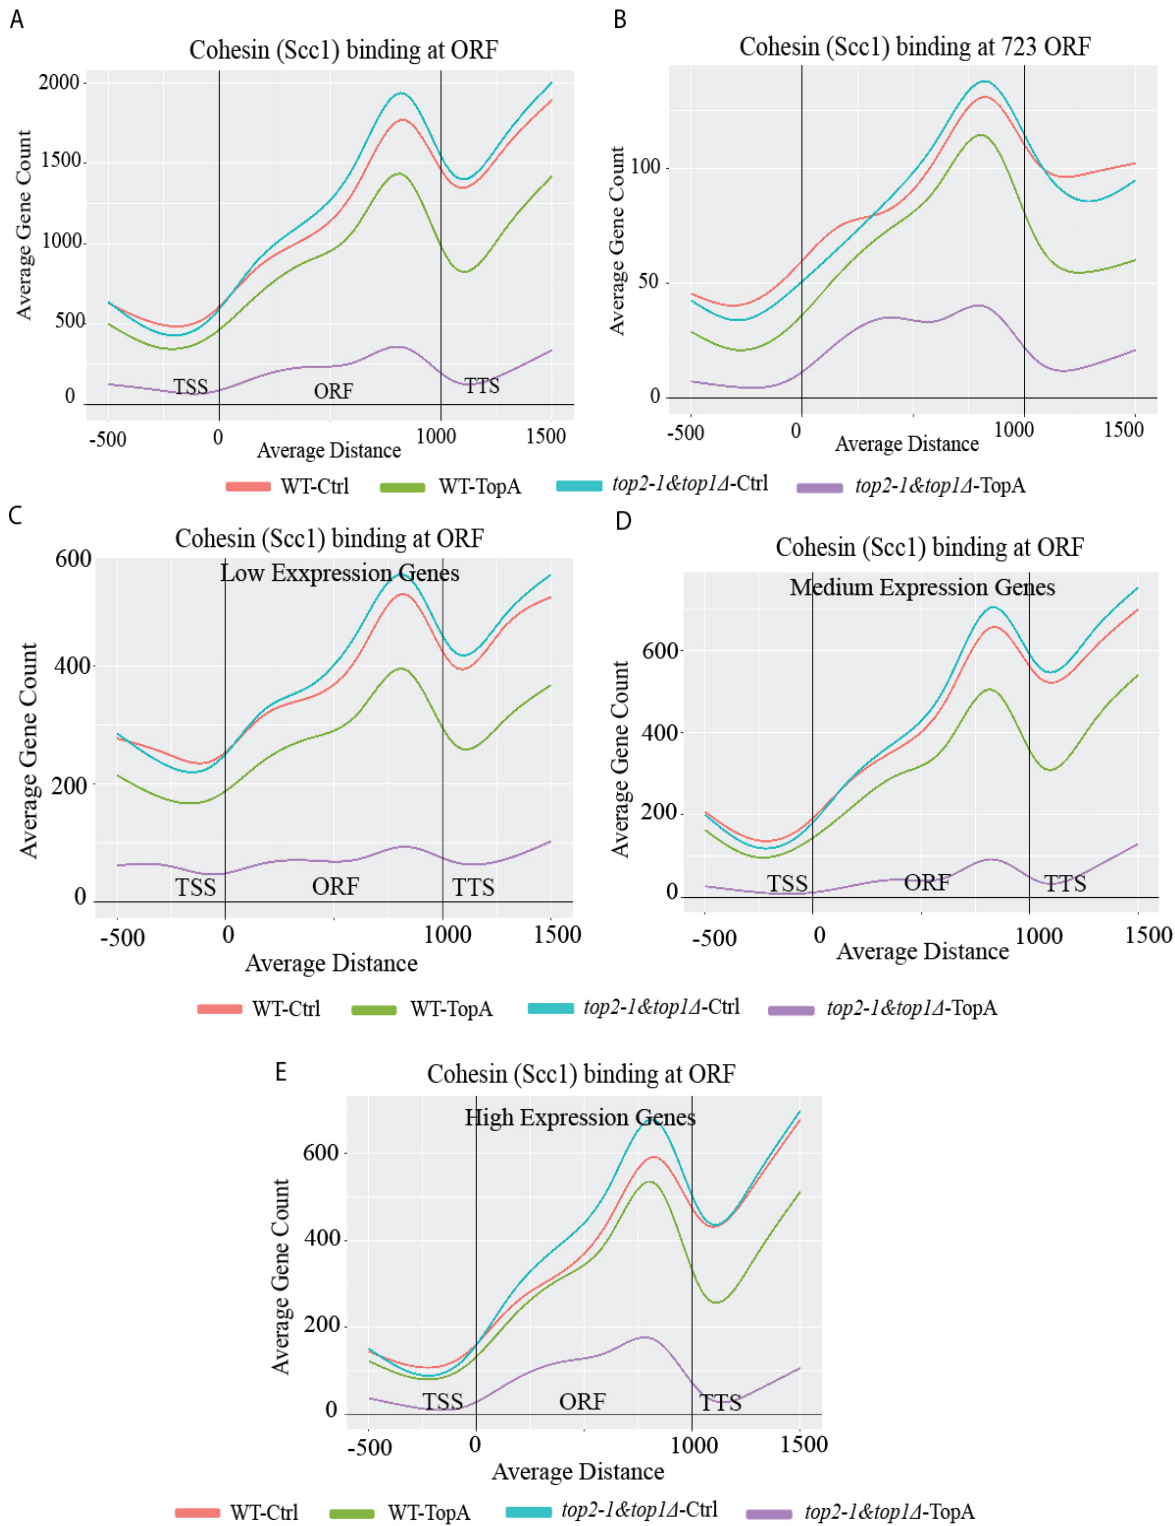 A
Cohesin (Scc1) binding at ORF
Average Gene Count
2000
1500
1000
500
0
TSS
ORF
TTS
-500
0
1000
1500
Average Distance
B
Cohesin (Scc1) binding at 723 ORF
Average Gene Count
100
50
0
-500
0
1000
1500
Average Distance
WT-Ctrl
WT-TopA
top2-1&top1Δ-Ctrl
top2-1&top1Δ-TopA
C
Cohesin (Scc1) binding at ORF
Low Exxpression Genes
Average Gene Count
600
400
200
0
TSS
ORF
TTS
-500
0
1000
1500
Average Distance
D
Cohesin (Scc1) binding at ORF
Medium Expression Genes
Average Gene Count
600
400
200
0
TSS
ORF
TTS
-500
0
1000
1500
Average Distance
WT-Ctrl
WT-TopA
top2-1&top1Δ-Ctrl
top2-1&top1Δ-TopA
E
Cohesin (Scc1) binding at ORF
High Expression Genes
Average Gene Count
600
400
200
0
TSS
ORF
TTS
-500
0
1000
1500
Average Distance
WT-Ctrl
WT-TopA
top2-1&top1Δ-Ctrl
top2-1&top1Δ-TopA